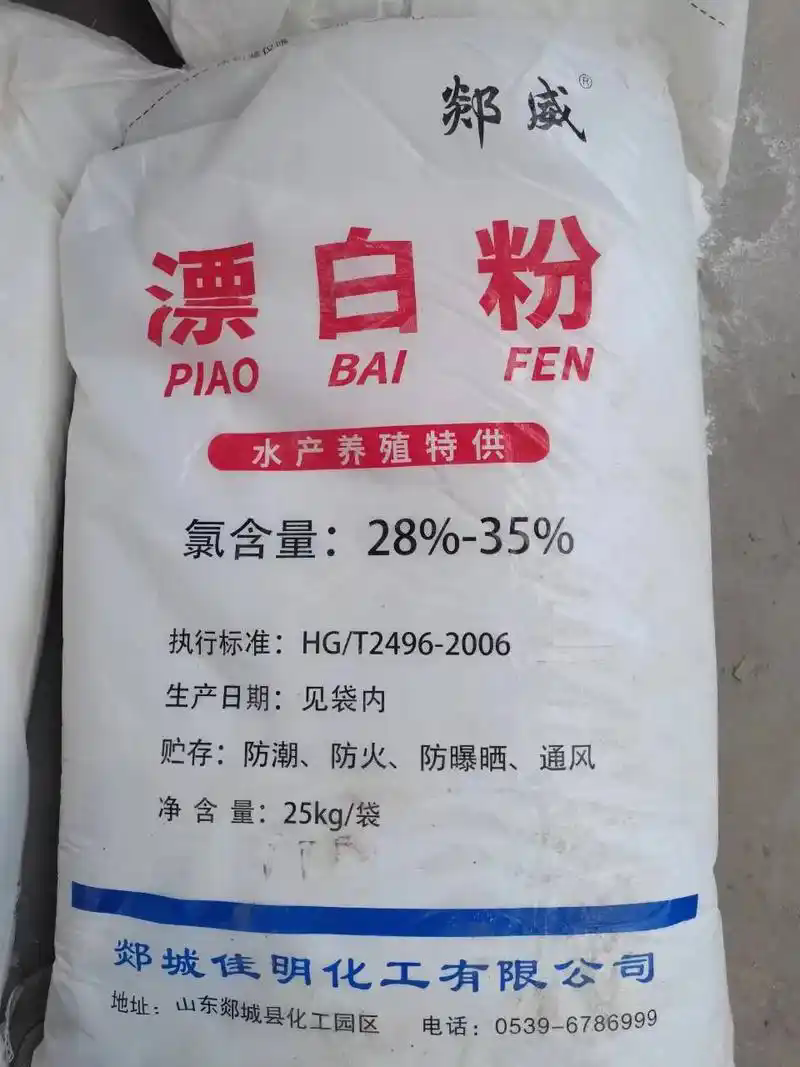 郯威®
漂白粉
PIAO BAI FEN
水产养殖特供
氯含量：28%-35%
执行标准：HG/T2496-2006
生产日期：见袋内
贮存：防潮、防火、防曝晒、通风
净含量：25kg/袋
郯城佳明化工有限公司
地址：山东郯城县化工园区 电话：0539-6786999